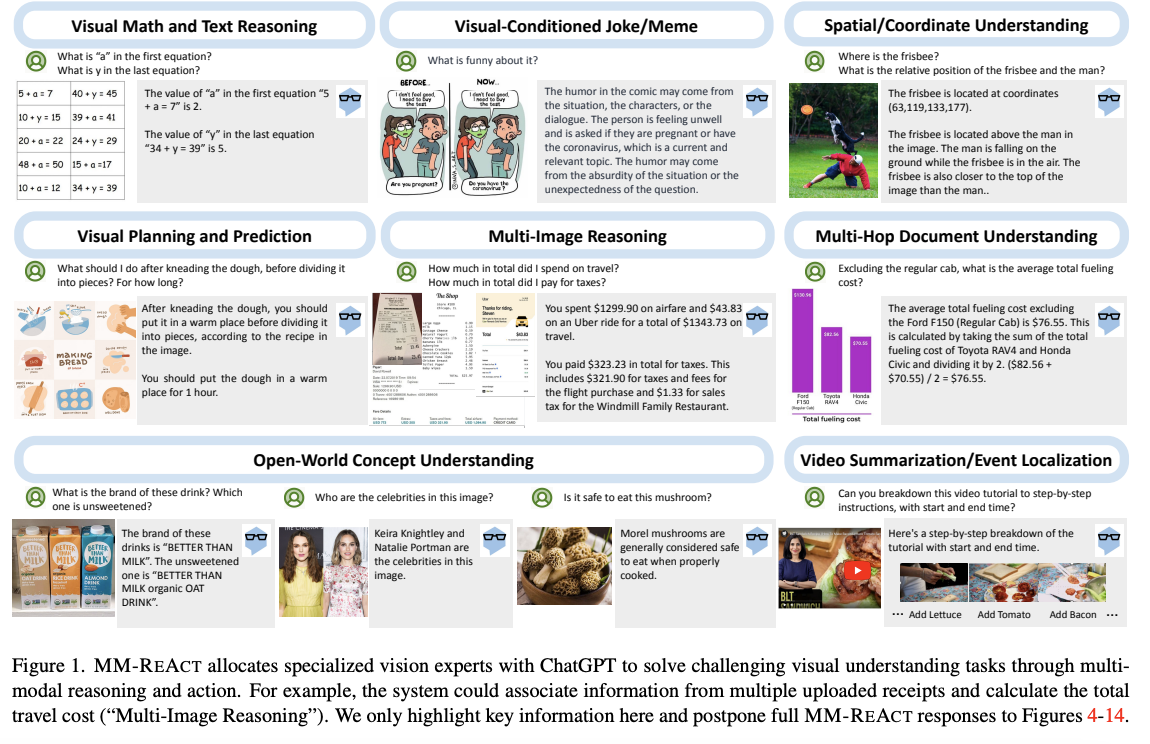 Visual Math and Text Reasoning
What is "a" in the first equation?
What is y in the last equation?
5 + a = 7
40 + y = 45
10 + y = 15
39 + a = 41
20 + a = 22
24 + y = 29
48 + a = 50
15 + a =17
10 + a = 12
34 + y = 39
The value of "a" in the first equation "5
+ a = 7" is 2.
The value of "y" in the last equation
"34 + y = 39" is 5.
Visual-Conditioned Joke/Meme
What is funny about it?
BEFORE..
I don't feel good,
I need to buy
the test
Are you pregnant?
NOW..
I don't feel good,
I need to buy
the test
Do you have the
coronavirus ?
The humor in the comic may come from
the situation, the characters, or the
dialogue. The person is feeling unwell
and is asked if they are pregnant or have
the coronavirus, which is a current and
relevant topic. The humor may come
from the absurdity of the situation or the
unexpectedness of the question.
Spatial/Coordinate Understanding
Where is the frisbee?
What is the relative position of the frisbee and the man?
The frisbee is located at coordinates
(63,119,133,177).
The frisbee is located above the man in
the image. The man is falling on the
ground while the frisbee is in the air. The
frisbee is also closer to the top of the
image than the man..
Visual Planning and Prediction
What should I do after kneading the dough, before dividing it
into pieces? For how long?
MAKING
BREAD
After kneading the dough, you should
put it in a warm place before dividing it
into pieces, according to the recipe in
the image.
You should put the dough in a warm
place for 1 hour.
Multi-Image Reasoning
How much in total did I spend on travel?
How much in total did I pay for taxes?
The Shop
Uber
Thanks for riding,
Steven
Total
$43.83
You spent $1299.90 on airfare and $43.83
on an Uber ride for a total of $1343.73 on
travel.
You paid $323.23 in total for taxes. This
includes $321.90 for taxes and fees for
the flight purchase and $1.33 for sales
tax for the Windmill Family Restaurant.
Multi-Hop Document Understanding
Excluding the regular cab, what is the average total fueling
cost?
$136.96
$82.56
$70.55
Ford
F150
(Regular Cab)
Toyota
RAV4
Honda
Civic
Total fueling cost
The average total fueling cost excluding
the Ford F150 (Regular Cab) is $76.55. This
is calculated by taking the sum of the total
fueling cost of Toyota RAV4 and Honda
Civic and dividing it by 2. ($82.56 +
$70.55) / 2 = $76.55.
Open-World Concept Understanding
What is the brand of these drink? Which
one is unsweetened?
BETTER THAN
MILK
OAT DRINK
BETTER THAN
MILK
RICE DRINK
BETTER THAN
MILK
ALMOND
DRINK
The brand of these
drinks is "BETTER THAN
MILK". The unsweetened
one is "BETTER THAN
MILK organic OAT
DRINK".
Who are the celebrities in this image?
Keira Knightley and
Natalie Portman are
the celebrities in this
image.
Is it safe to eat this mushroom?
Morel mushrooms are
generally considered safe
to eat when properly
cooked.
Video Summarization/Event Localization
Can you breakdown this video tutorial to step-by-step
instructions, with start and end time?
BLT
SANDWICH
Here's a step-by-step breakdown of the
tutorial with start and end time.
... Add Lettuce Add Tomato Add Bacon ...
Figure 1. MM-REACT allocates specialized vision experts with ChatGPT to solve challenging visual understanding tasks through multi-
modal reasoning and action. For example, the system could associate information from multiple uploaded receipts and calculate the total
travel cost ("Multi-Image Reasoning"). We only highlight key information here and postpone full MM-REACT responses to Figures 4-14.